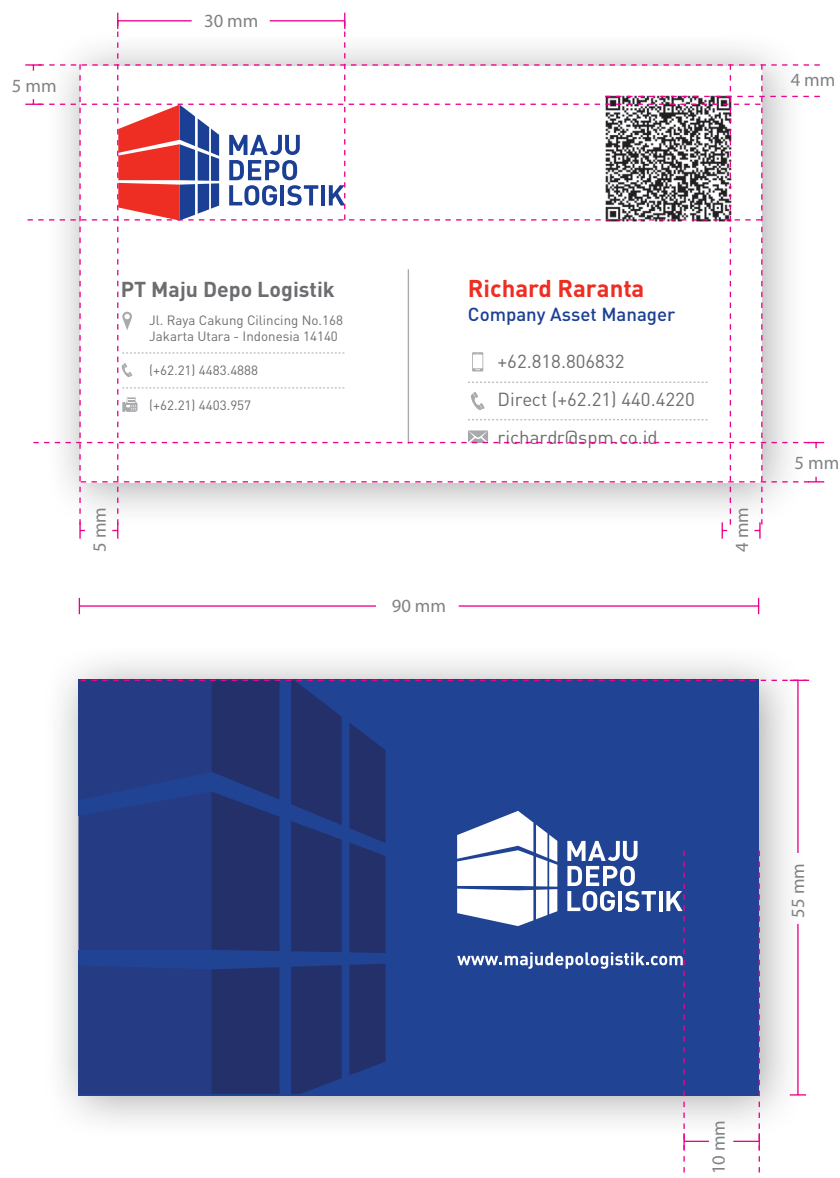 30 mm
5 mm
4 mm
MAJU
DEPO
LOGISTIK
PT Maju Depo Logistik
Jl. Raya Cakung Cilincing No.168
Jakarta Utara - Indonesia 14140
(+62.21) 4483.4888
(+62.21) 4403.957
Richard Raranta
Company Asset Manager
+62.818.806832
Direct (+62.21) 440.4220
richardr@spm.co.id
5 mm
5 mm
4 mm
90 mm
MAJU
DEPO
LOGISTIK
www.majudepologistik.com
55 mm
10 mm